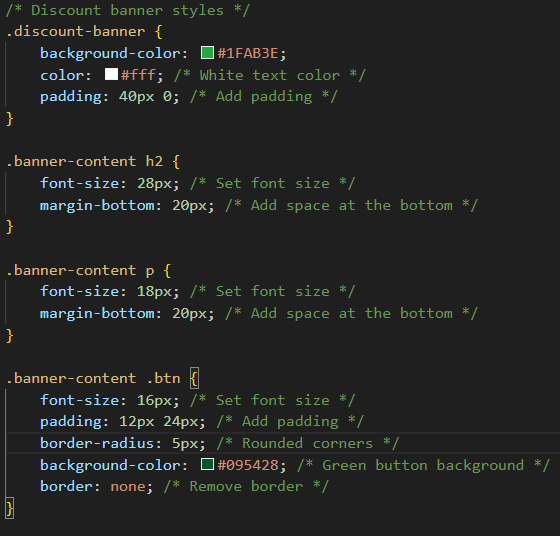 /* Discount banner styles */
.discount-banner {
    background-color: #1FAB3E;
    color: #fff; /* White text color */
    padding: 40px 0; /* Add padding */
}

.banner-content h2 {
    font-size: 28px; /* Set font size */
    margin-bottom: 20px; /* Add space at the bottom */
}

.banner-content p {
    font-size: 18px; /* Set font size */
    margin-bottom: 20px; /* Add space at the bottom */
}

.banner-content .btn {
    font-size: 16px; /* Set font size */
    padding: 12px 24px; /* Add padding */
    border-radius: 5px; /* Rounded corners */
    background-color: #095428; /* Green button background */
    border: none; /* Remove border */
}